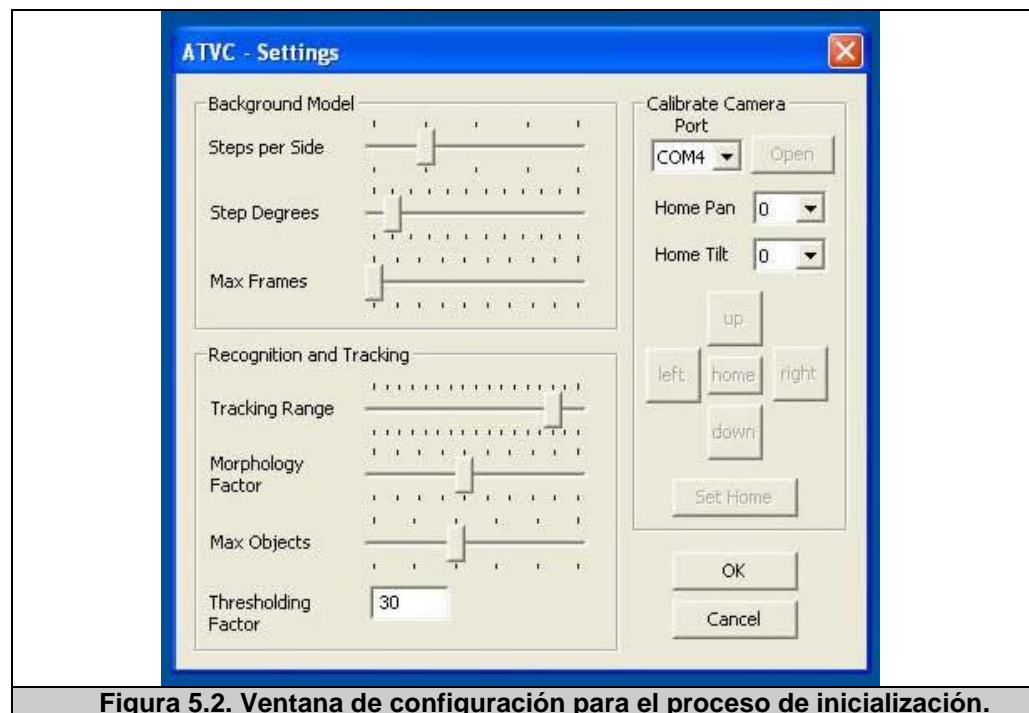 ATVC - Settings
Background Model
Steps per Side
Step Degrees
Max Frames
Recognition and Tracking
Tracking Range
Morphology
Factor
Max Objects
Thresholding
Factor
30
Calibrate Camera
Port
COM4
Open
Home Pan
0
Home Tilt
0
up
left
home
right
down
Set Home
OK
Cancel
Figura 5.2. Ventana de configuración para el proceso de inicialización.